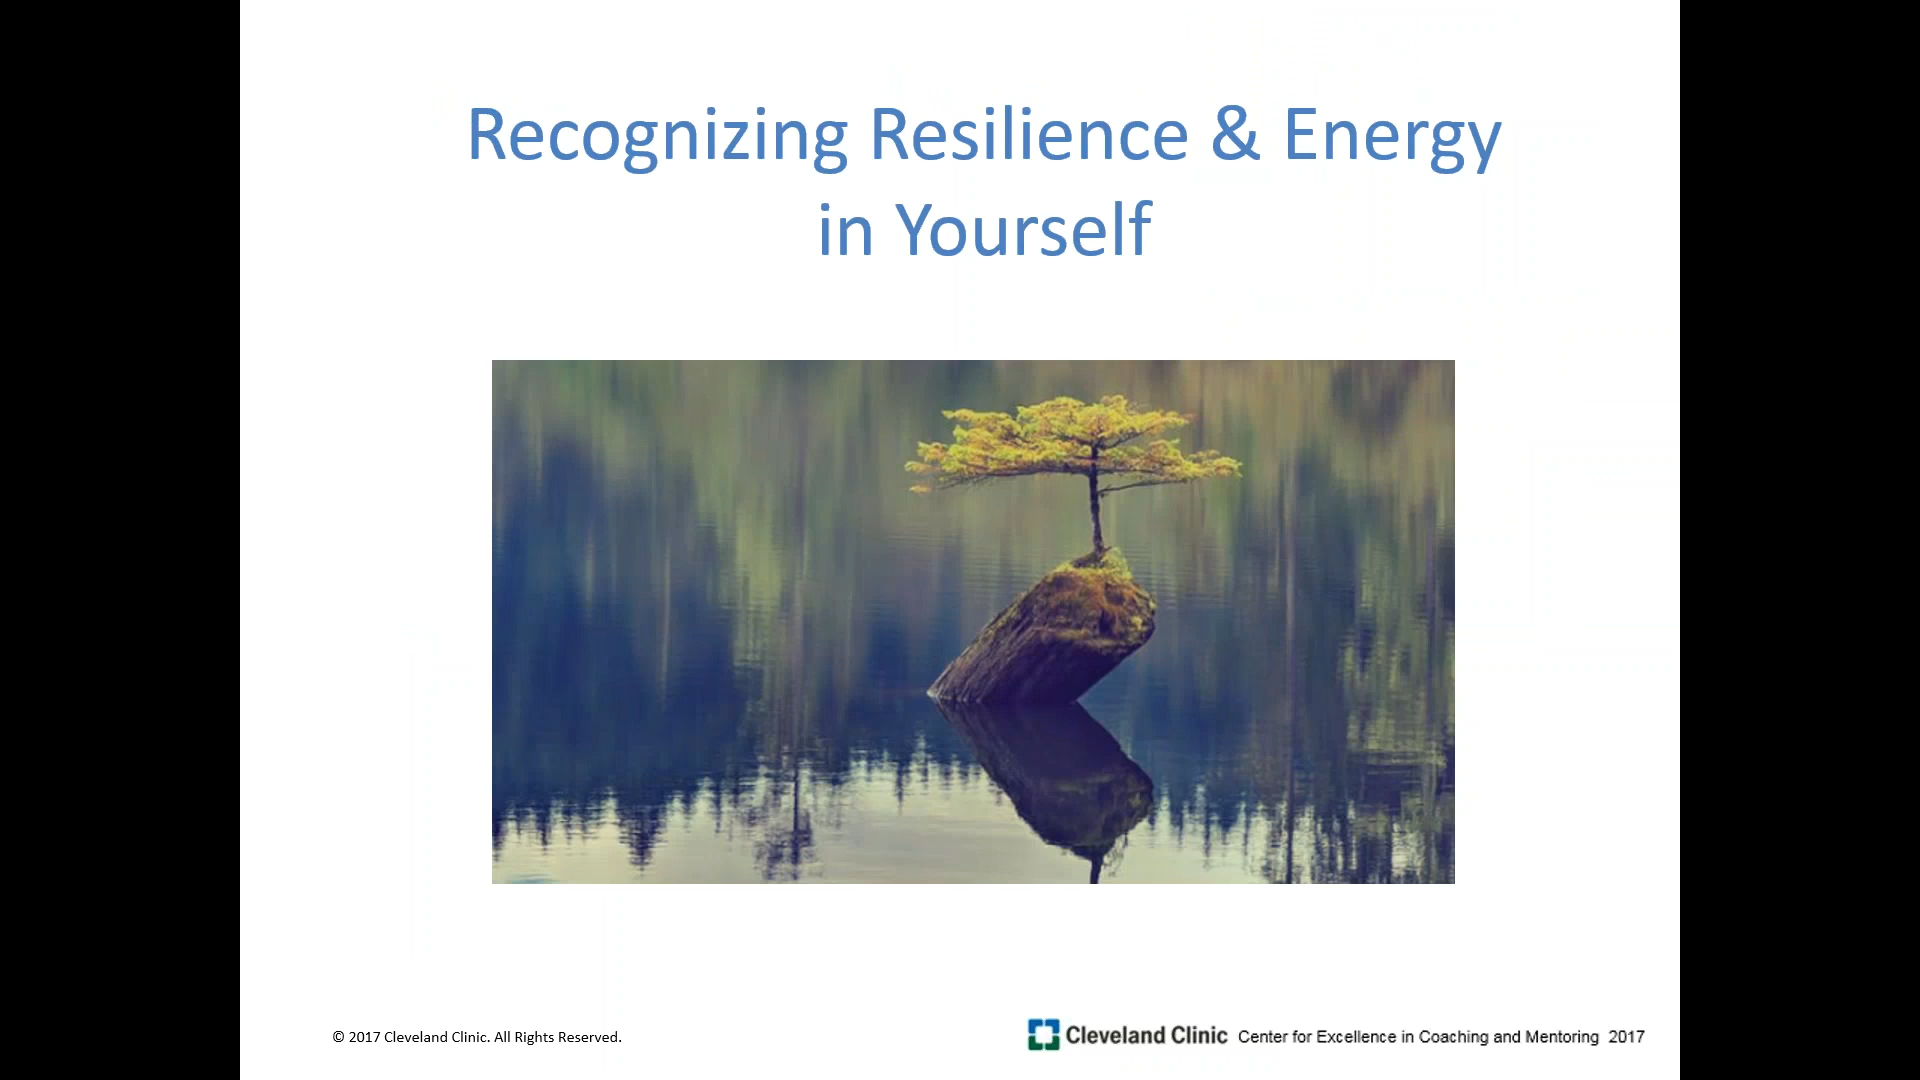 Recognizing Resilience & Energy
in Yourself
© 2017 Cleveland Clinic. All Rights Reserved.
Cleveland Clinic Center for Excellence in Coaching and Mentoring 2017